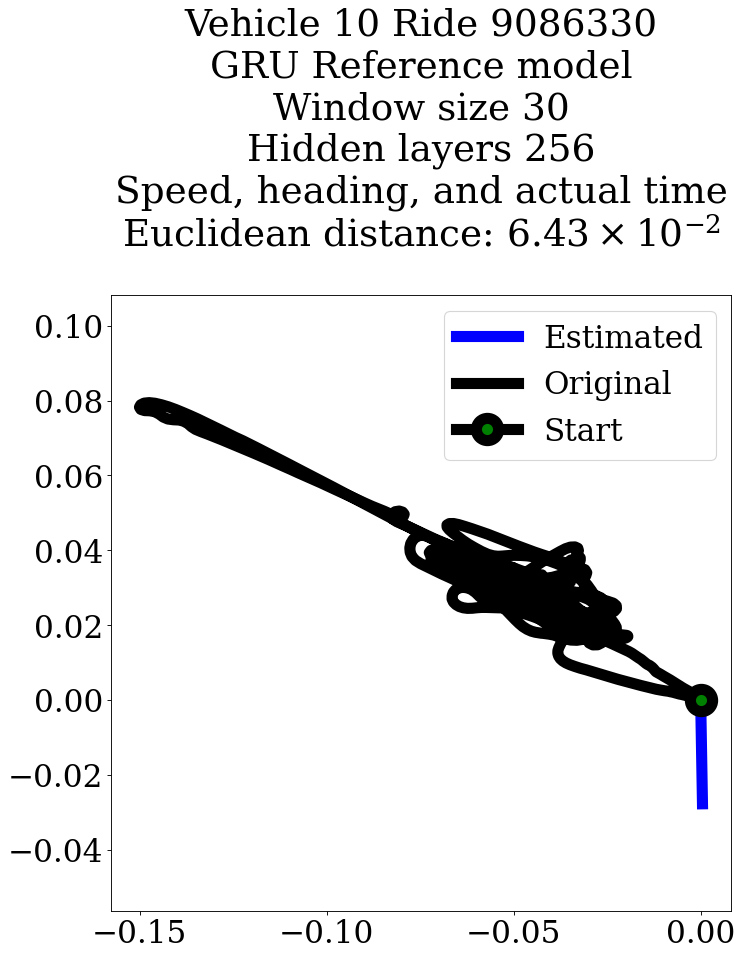 Vehicle 10 Ride 9086330
GRU Reference model
Window size 30
Hidden layers 256
Speed, heading, and actual time
Euclidean distance: 6.43 × 10⁻²
Estimated
Original
Start
0.10
0.08
0.06
0.04
0.02
0.00
−0.02
−0.04
−0.15 −0.10 −0.05 0.00